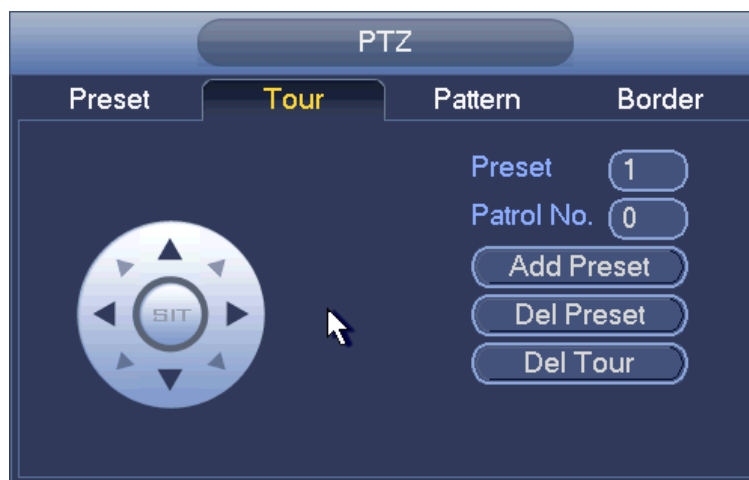 PTZ
Preset Tour Pattern Border
Preset 1
Patrol No. 0
SIT
Add Preset
Del Preset
Del Tour